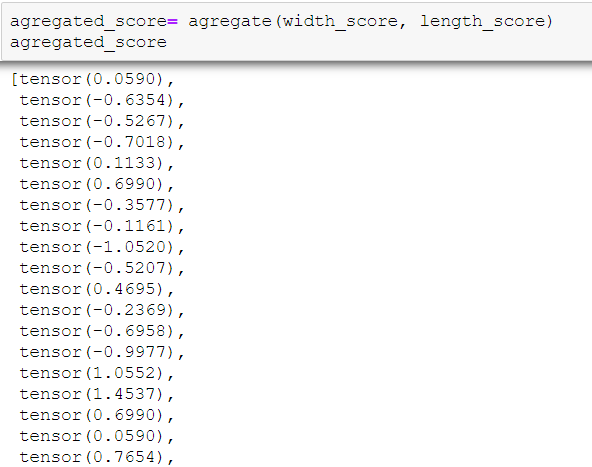 agregated_score= agregate(width_score, length_score)
agregated_score
[tensor(0.0590),
tensor(-0.6354),
tensor(-0.5267),
tensor(-0.7018),
tensor(0.1133),
tensor(0.6990),
tensor(-0.3577),
tensor(-0.1161),
tensor(-1.0520),
tensor(-0.5207),
tensor(0.4695),
tensor(-0.2369),
tensor(-0.6958),
tensor(-0.9977),
tensor(1.0552),
tensor(1.4537),
tensor(0.6990),
tensor(0.0590),
tensor(0.7654),